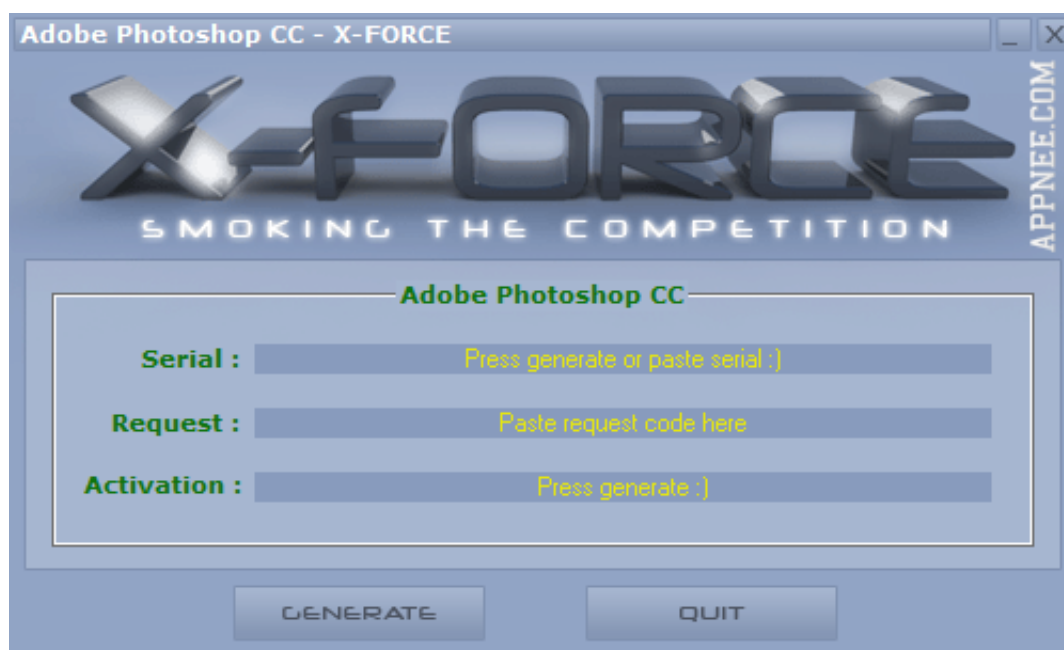 Adobe Photoshop CC - X-FORCE
_ X
X-FORCE
SMOKING THE COMPETITION
APPNEE.COM
Adobe Photoshop CC
Serial : Press generate or paste serial :)
Request : Paste request code here
Activation : Press generate :)
GENERATE QUIT